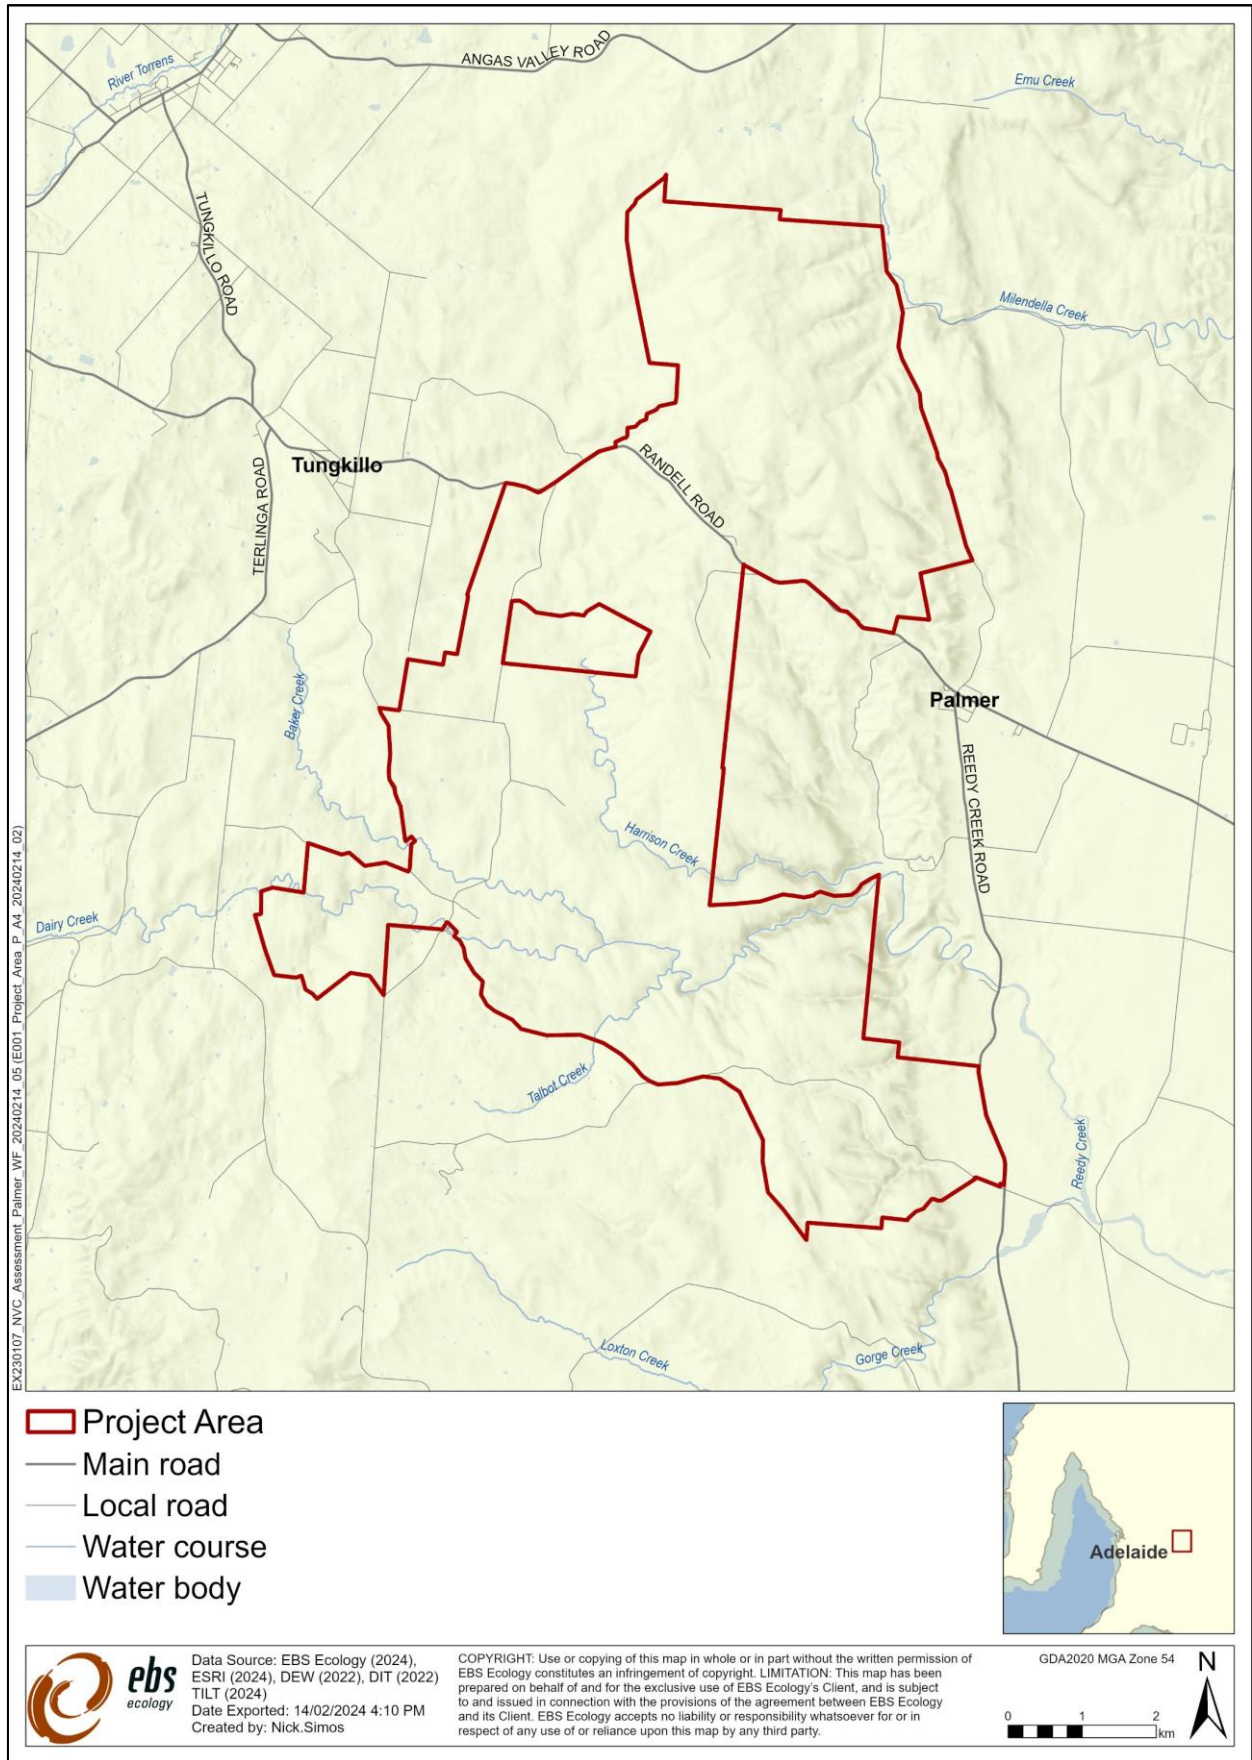 ANGAS VALLEY ROAD
River Torrens
Emu Creek
TUNGKILLO ROAD
Milendella Creek
Tungkillo
RANDELL ROAD
TERLINGA ROAD
Baker Creek
Palmer
REEDY CREEK ROAD
Harrison Creek
Dairy Creek
Talbot Creek
Reedy Creek
Loxton Creek
Gorge Creek
EX230107_NVC_Assessment_Palmer_WF_20240214_05 (E001_Project_Area_P_A4_20240214_02)
Project Area
Main road
Local road
Water course
Water body
Adelaide
ebs
ecology
Data Source: EBS Ecology (2024),
ESRI (2024), DEW (2022), DIT (2022)
TILT (2024)
Date Exported: 14/02/2024 4:10 PM
Created by: Nick.Simos
COPYRIGHT: Use or copying of this map in whole or in part without the written permission of
EBS Ecology constitutes an infringement of copyright. LIMITATION: This map has been
prepared on behalf of and for the exclusive use of EBS Ecology's Client, and is subject
to and issued in connection with the provisions of the agreement between EBS Ecology
and its Client. EBS Ecology accepts no liability or responsibility whatsoever for or in
respect of any use of or reliance upon this map by any third party.
GDA2020 MGA Zone 54
N
0 1 2
km